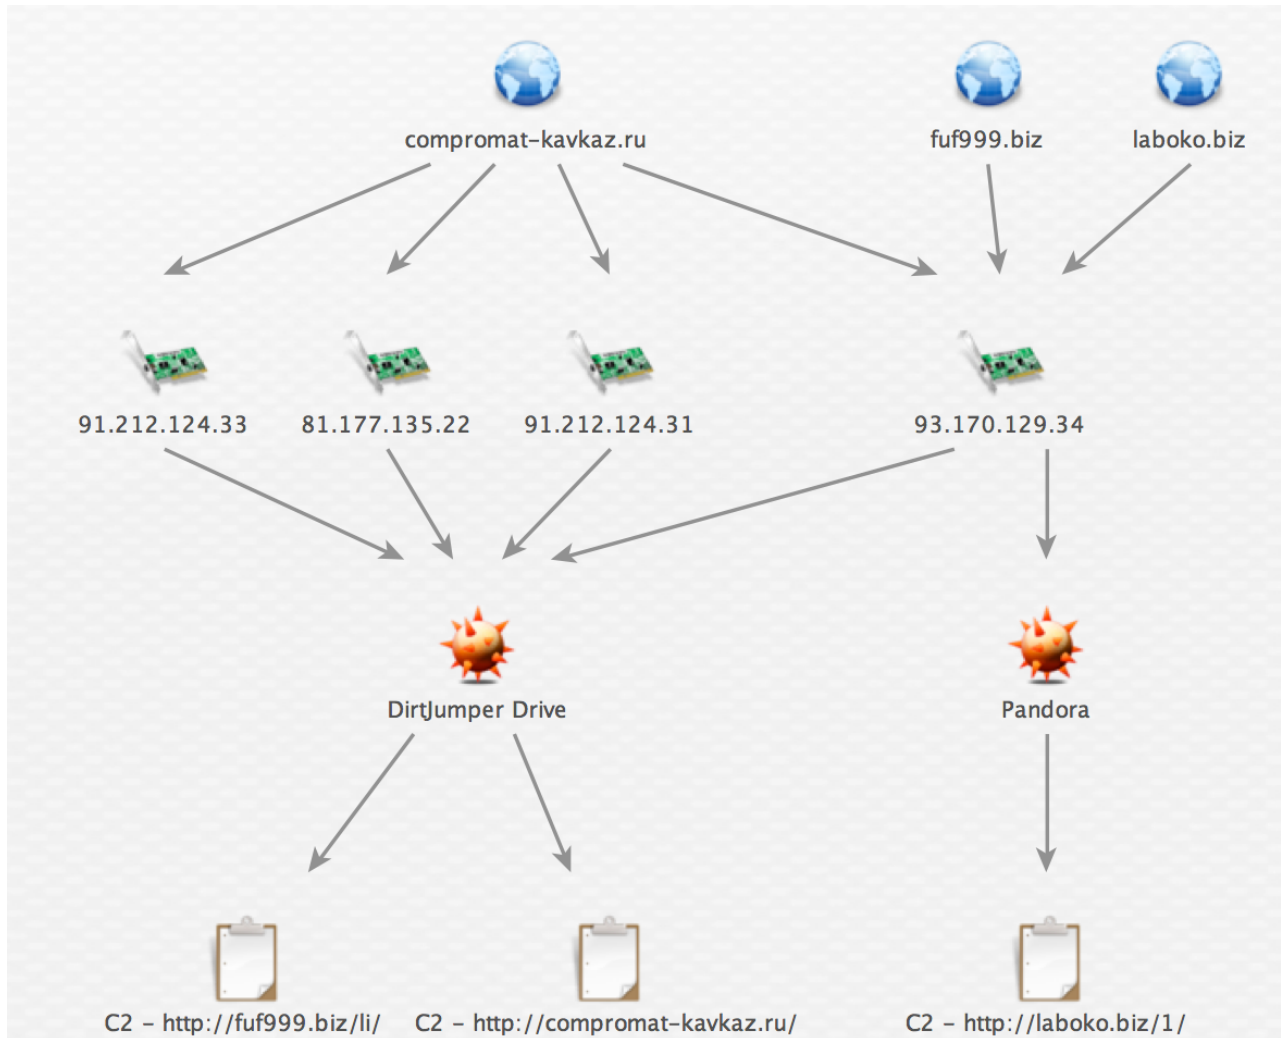 compromat-kavkaz.ru
fuf999.biz
laboko.biz
91.212.124.33
81.177.135.22
91.212.124.31
93.170.129.34
DirtJumper Drive
Pandora
C2 - http://fuf999.biz/li/
C2 - http://compromat-kavkaz.ru/
C2 - http://laboko.biz/1/